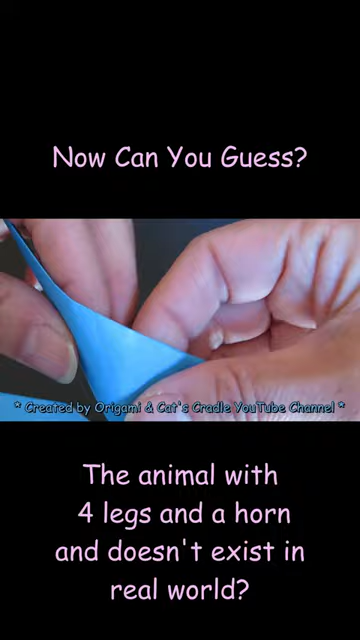 Now Can You Guess?
* Created by Origami & Cat's Cradle YouTube Channel *
The animal with
4 legs and a horn
and doesn't exist in
real world?